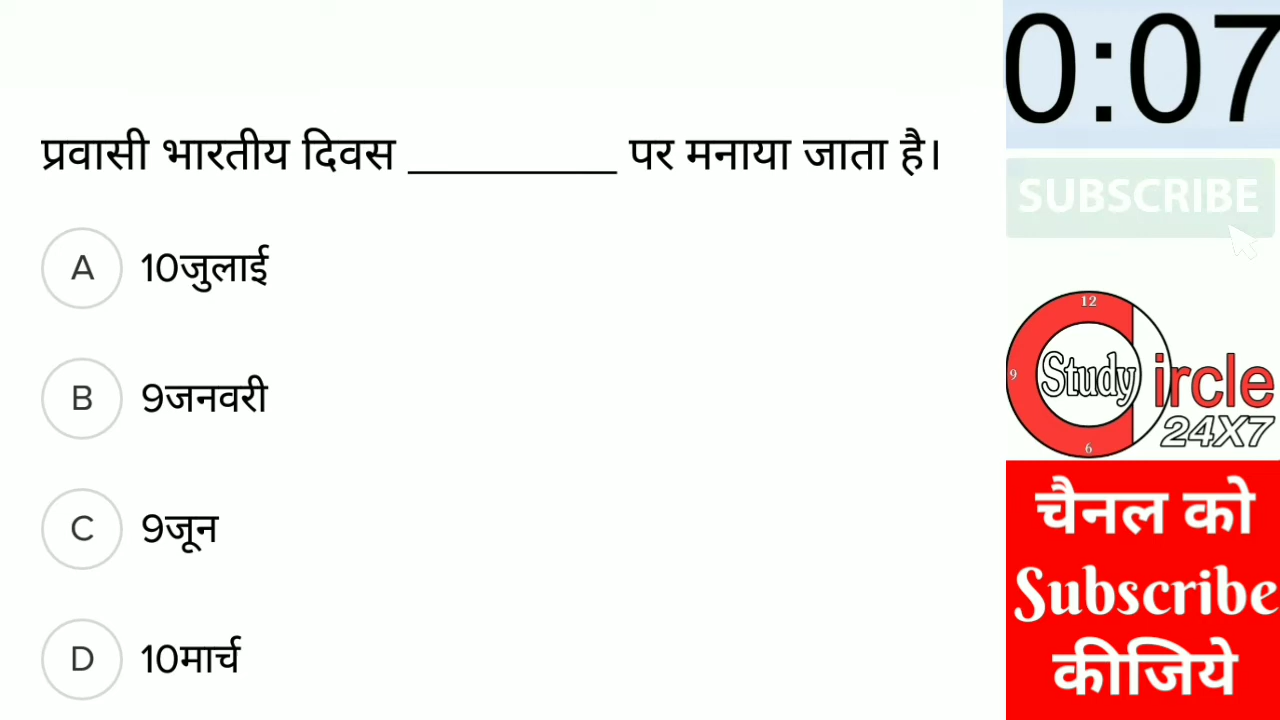 प्रवासी भारतीय दिवस __________ पर मनाया जाता है।
A 10जुलाई
B 9जनवरी
C 9जून
D 10मार्च
0:07
SUBSCRIBE
12
9
Study ircle
24X7
6
चैनल को
Subscribe
कीजिये